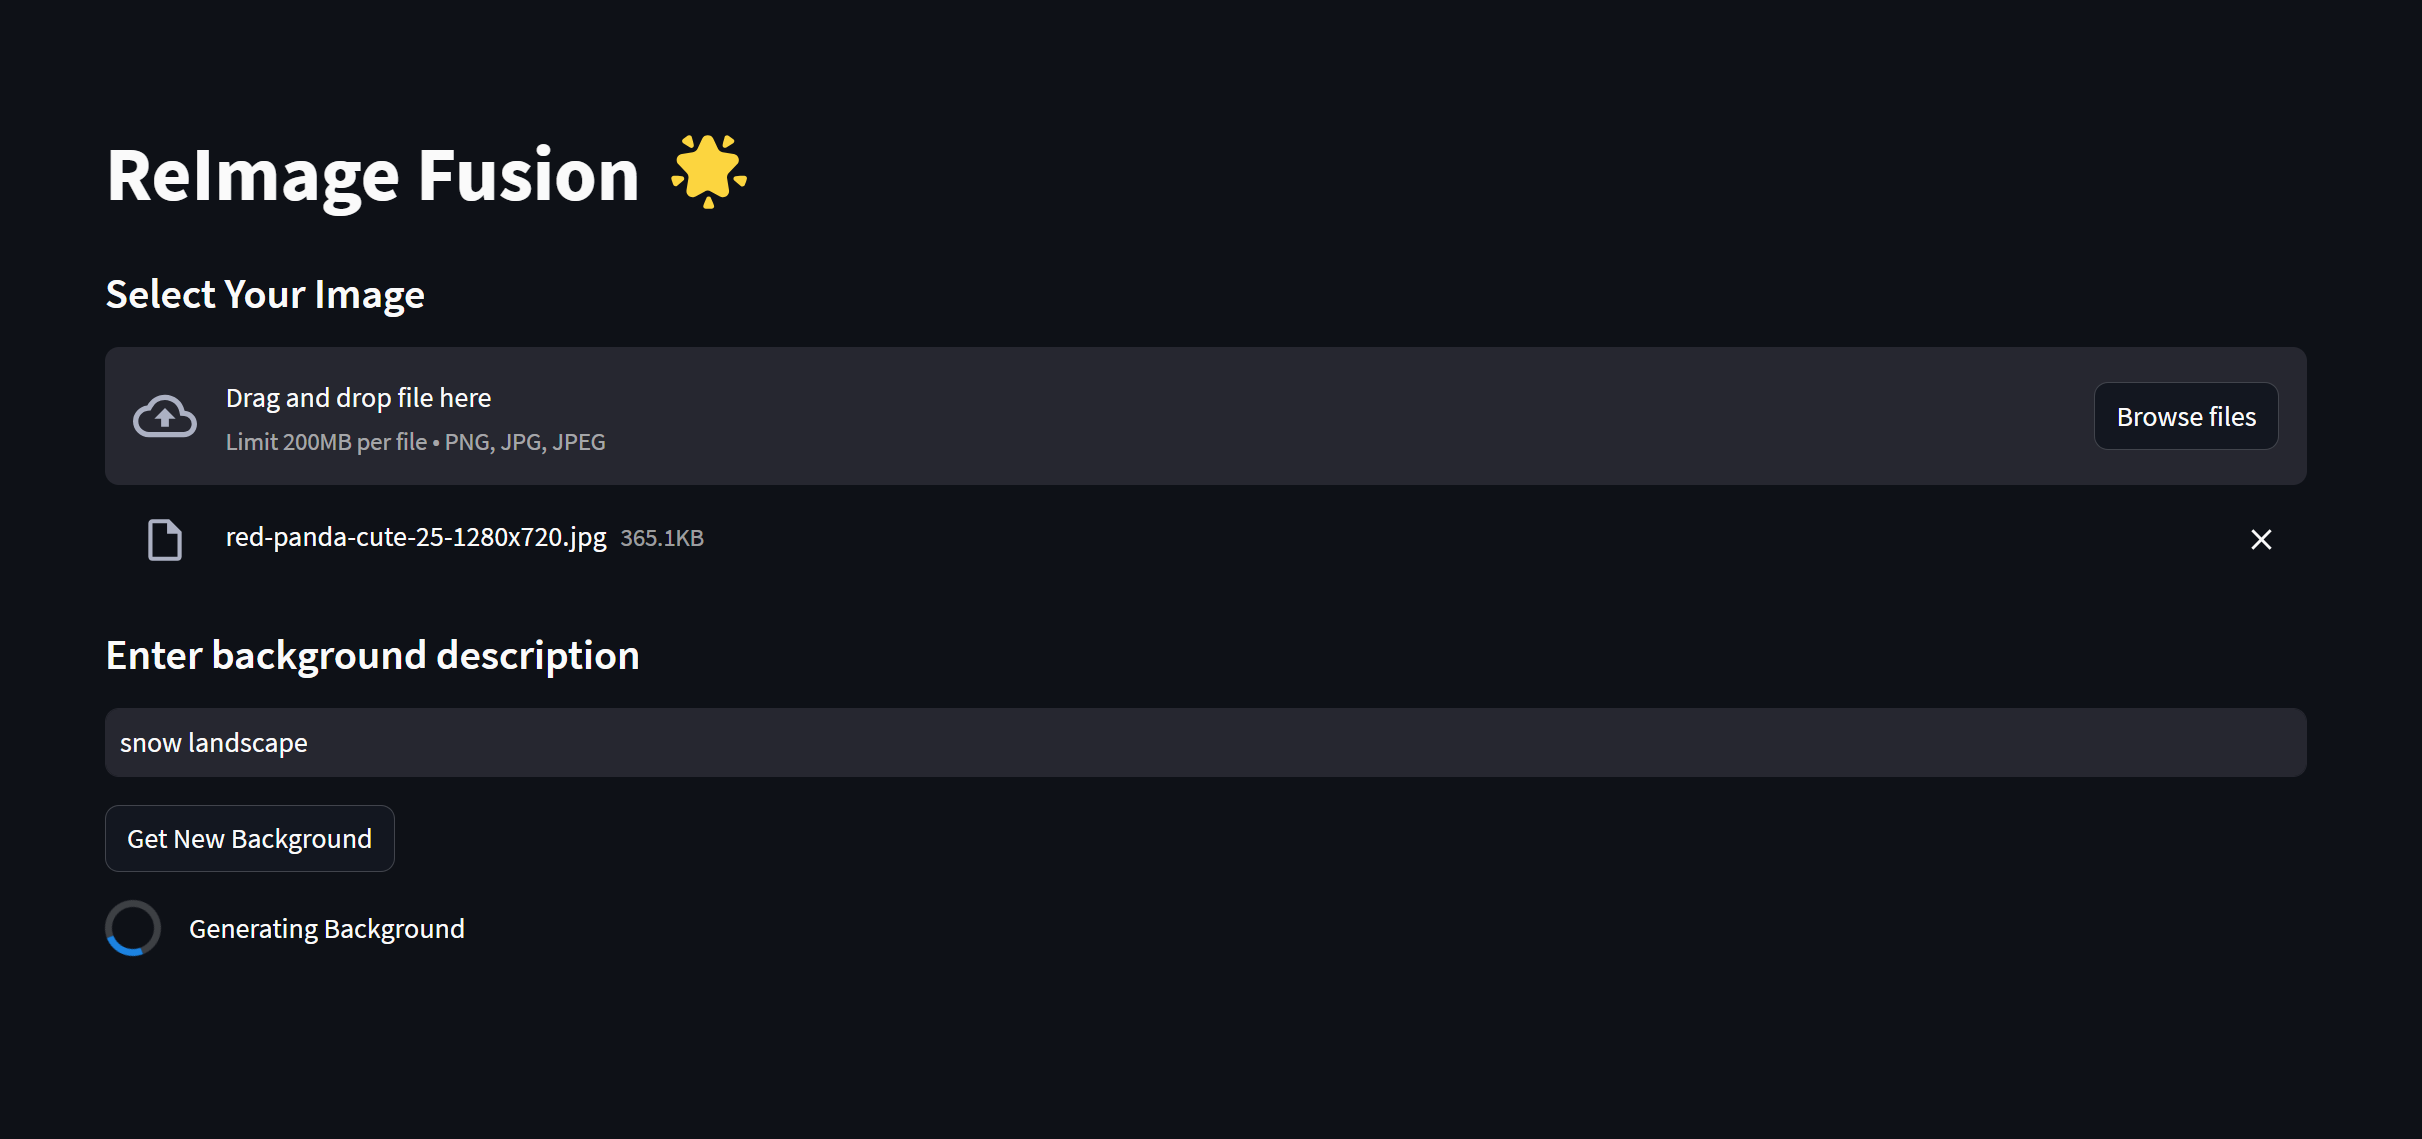 ReImage Fusion
Select Your Image
Drag and drop file here
Limit 200MB per file • PNG, JPG, JPEG
Browse files
red-panda-cute-25-1280x720.jpg 365.1KB
Enter background description
snow landscape
Get New Background
Generating Background